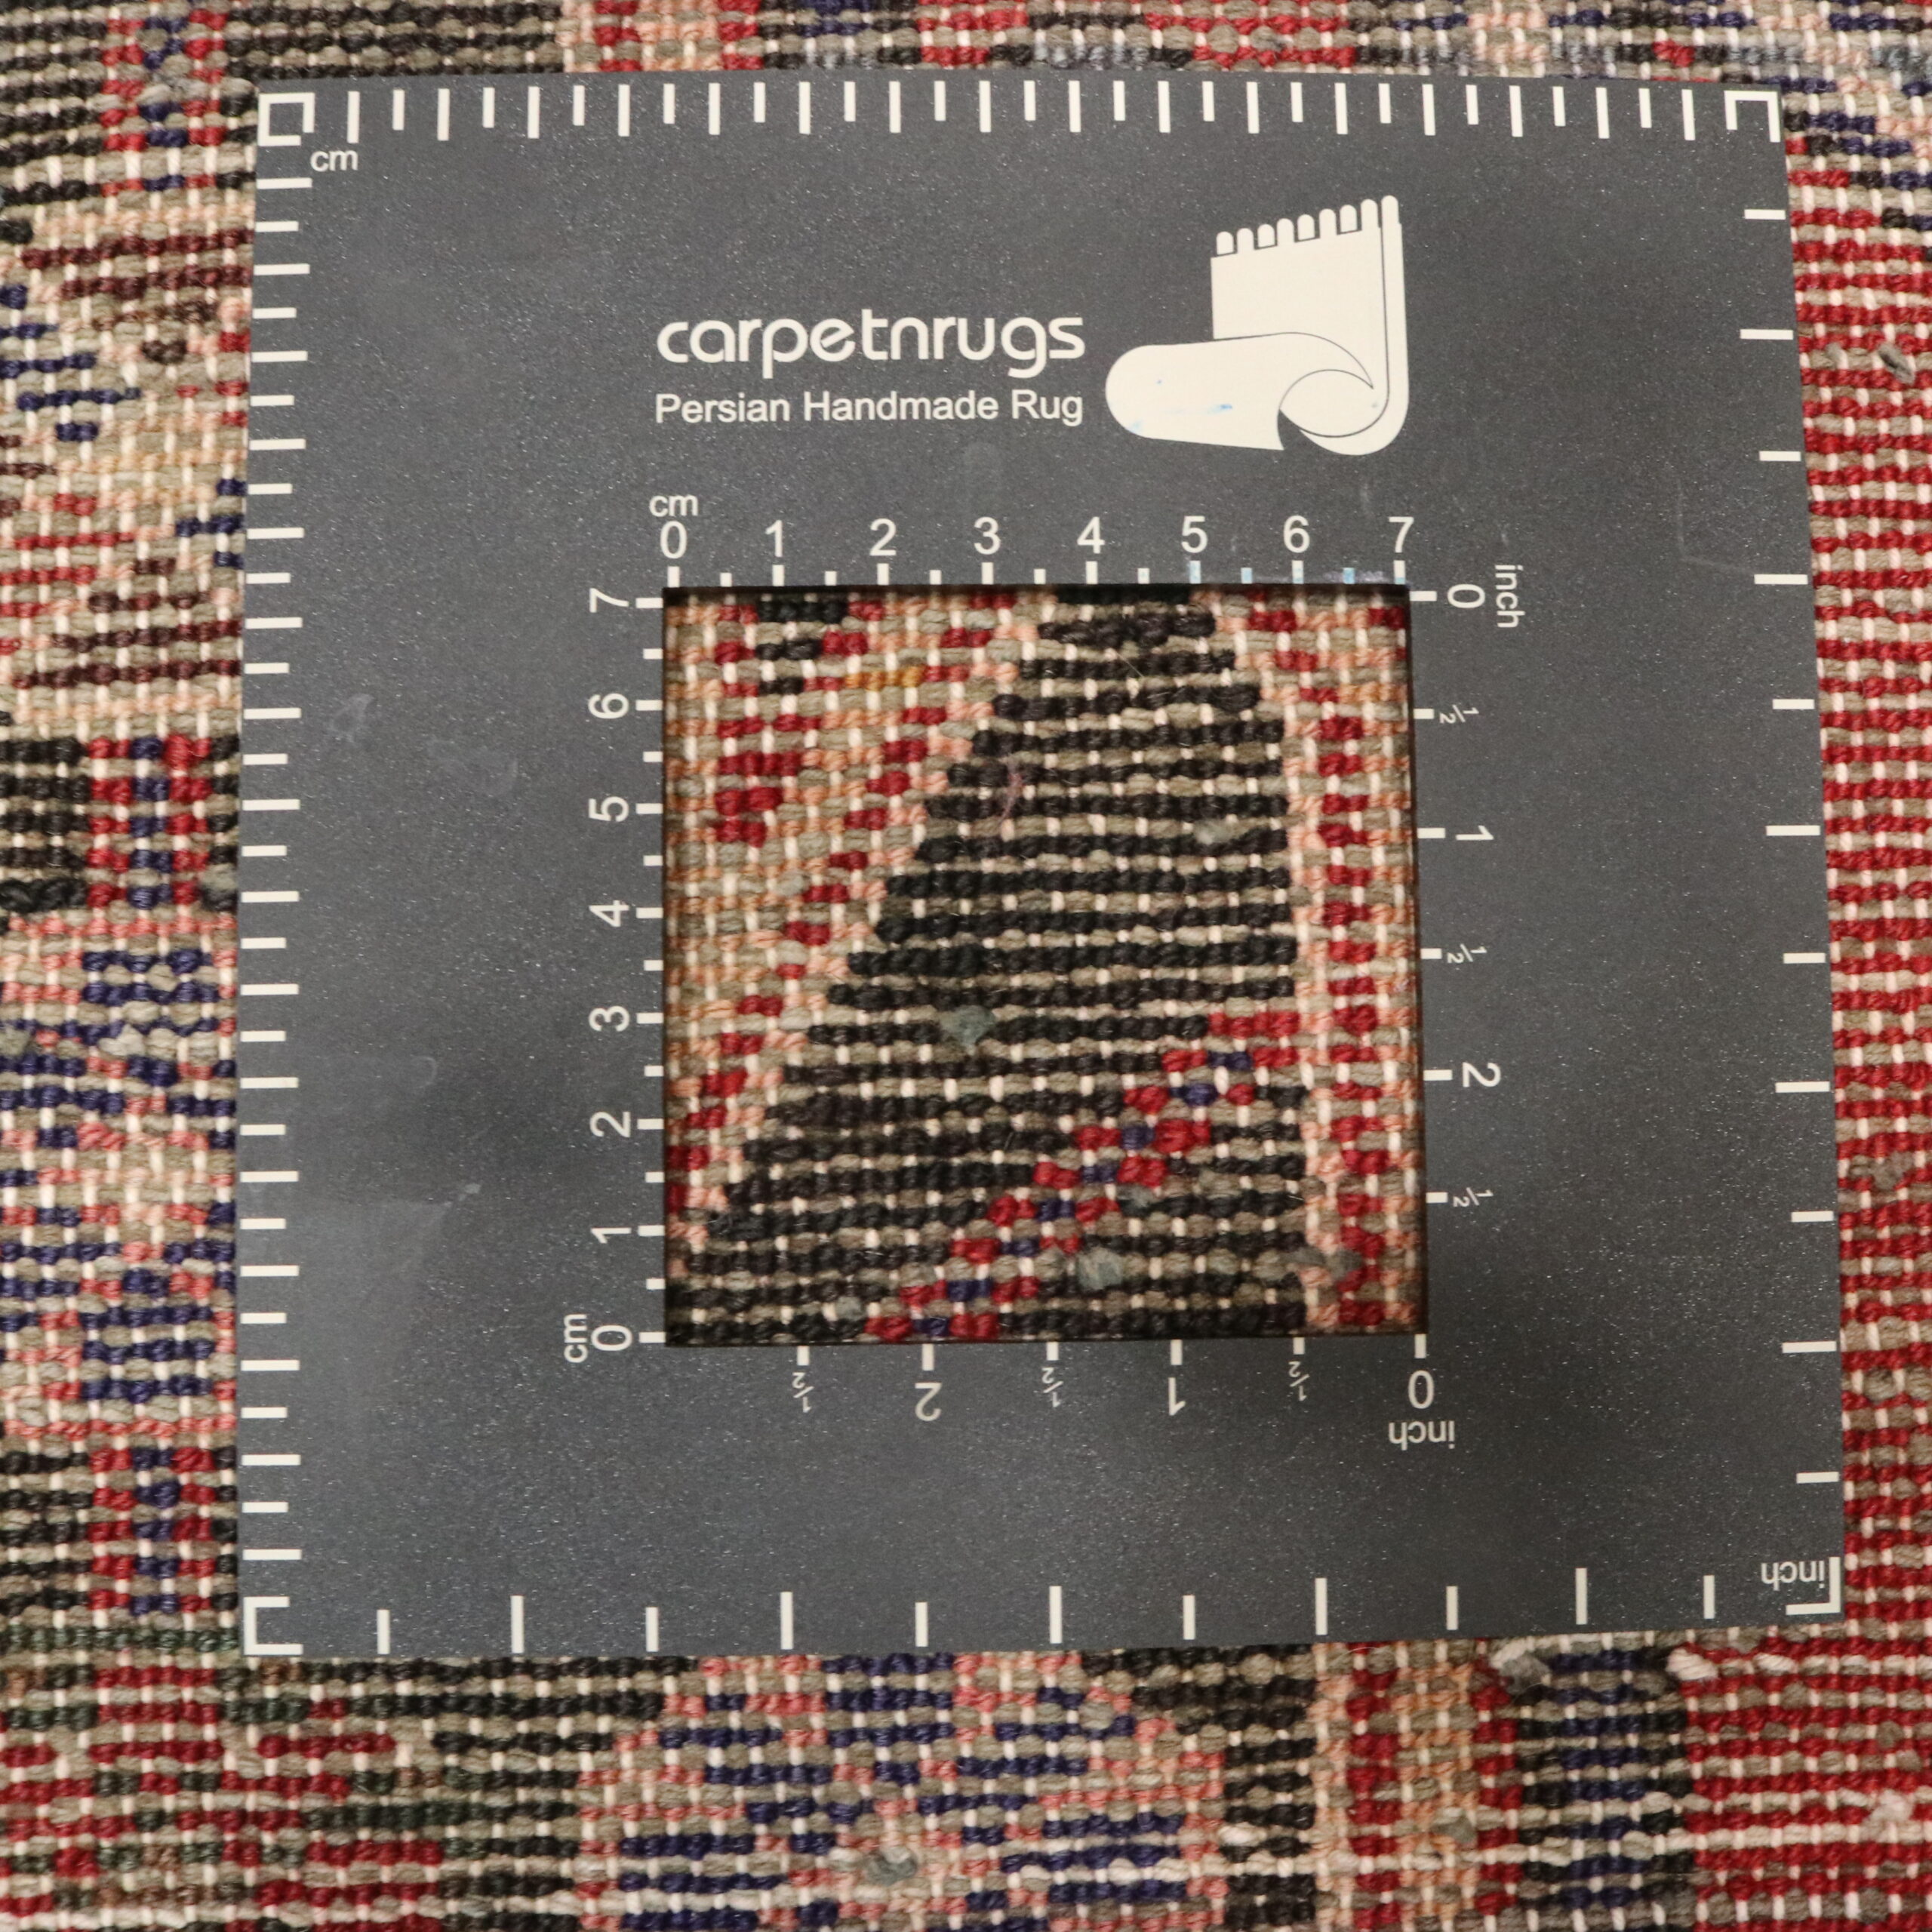 cm
carpetnrugs
Persian Handmade Rug
cm
0 1 2 3 4 5 6 7
inch
0
1/2
1
1/2
2
1/2
7
6
5
4
3
2
1
0
cm
1/2 2 1/2 1 1/2 0
inch
inch